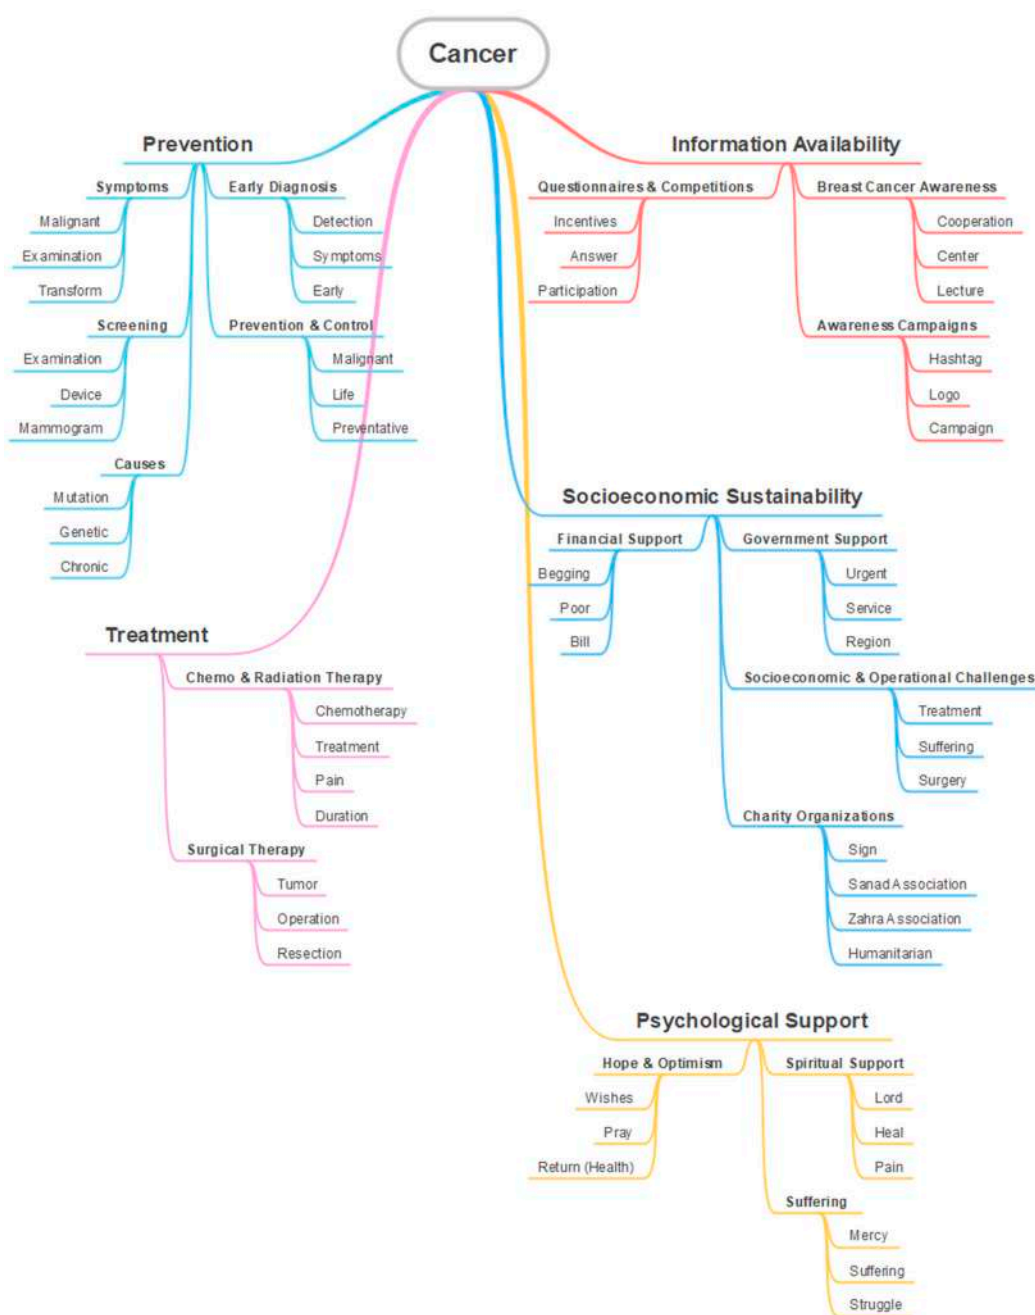 Cancer
Prevention
Symptoms
Malignant
Examination
Transform
Early Diagnosis
Detection
Symptoms
Early
Screening
Examination
Device
Mammogram
Prevention & Control
Malignant
Life
Preventative
Causes
Mutation
Genetic
Chronic
Treatment
Chemo & Radiation Therapy
Chemotherapy
Treatment
Pain
Duration
Surgical Therapy
Tumor
Operation
Resection
Information Availability
Questionnaires & Competitions
Incentives
Answer
Participation
Breast Cancer Awareness
Cooperation
Center
Lecture
Awareness Campaigns
Hashtag
Logo
Campaign
Socioeconomic Sustainability
Financial Support
Begging
Poor
Bill
Government Support
Urgent
Service
Region
Socioeconomic & Operational Challenges
Treatment
Suffering
Surgery
Charity Organizations
Sign
Sanad Association
Zahra Association
Humanitarian
Psychological Support
Hope & Optimism
Wishes
Pray
Return (Health)
Spiritual Support
Lord
Heal
Pain
Suffering
Mercy
Suffering
Struggle